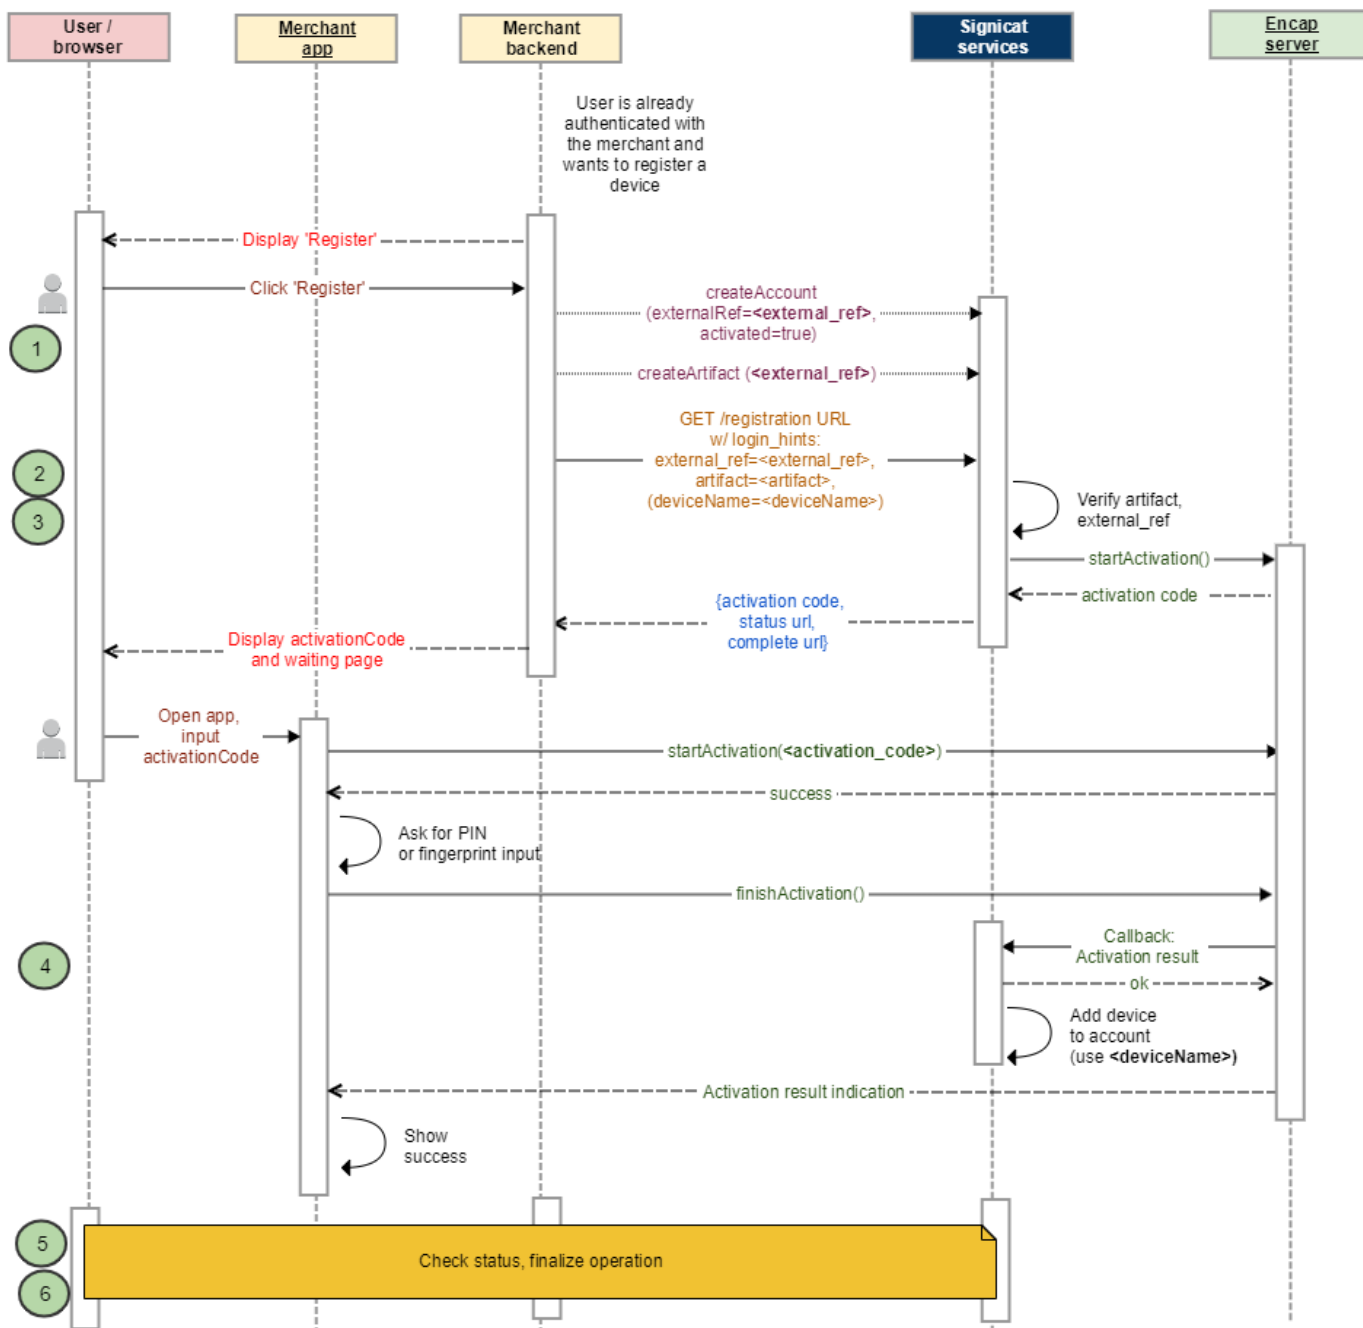 User /
browser
Merchant
app
Merchant
backend
Signicat
services
Encap
server
User is already
authenticated with
the merchant and
wants to register a
device
Display 'Register'
Click 'Register'
createAccount
(externalRef=<external_ref>,
activated=true)
1
createArtifact (<external_ref>)
GET /registration URL
w/ login_hints:
external_ref=<external_ref>,
artifact=<artifact>,
(deviceName=<deviceName>)
2
3
Verify artifact,
external_ref
startActivation()
activation code
{activation code,
status url,
complete url}
Display activationCode
and waiting page
Open app,
input
activationCode
startActivation(<activation_code>)
success
Ask for PIN
or fingerprint input
finishActivation()
Callback:
Activation result
4
ok
Add device
to account
(use <deviceName>)
Activation result indication
Show
success
5
Check status, finalize operation
6